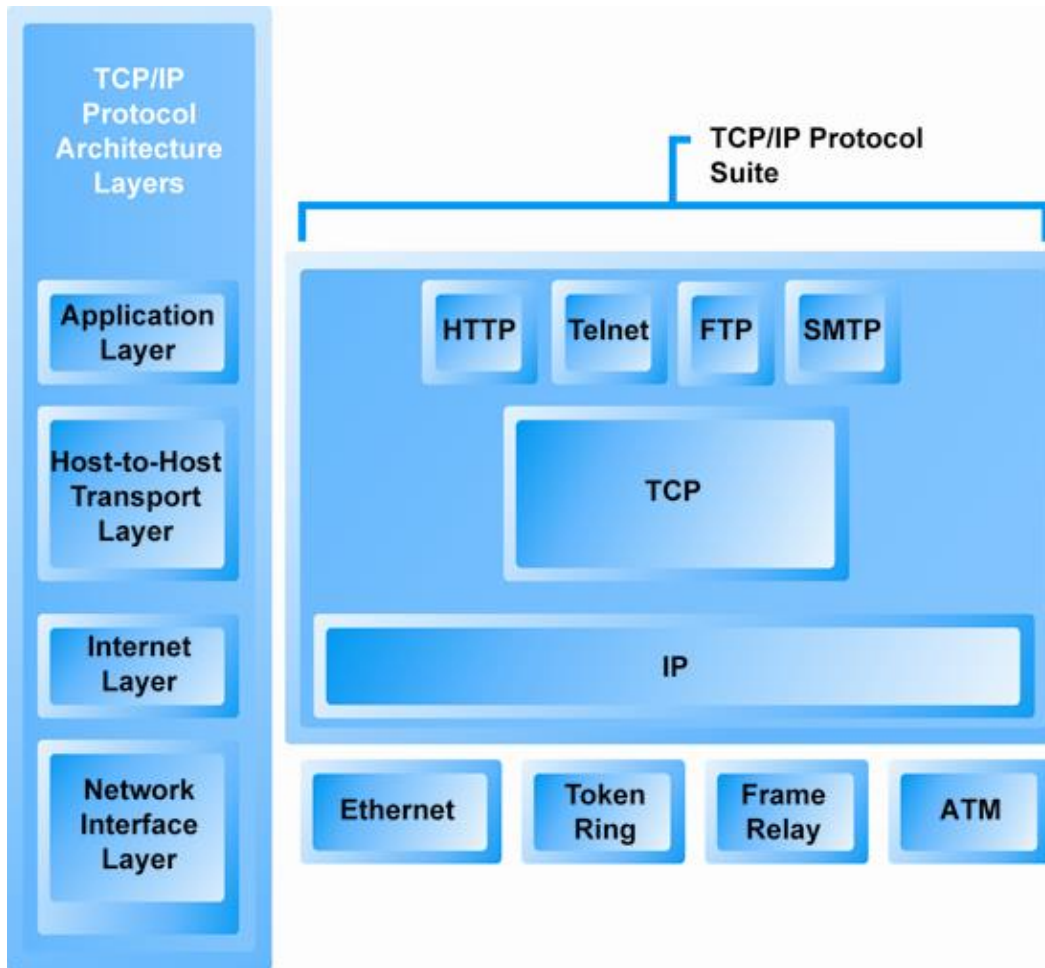 TCP/IP
Protocol
Architecture
Layers
TCP/IP Protocol
Suite
Application
Layer
HTTP
Telnet
FTP
SMTP
Host-to-Host
Transport
Layer
TCP
Internet
Layer
IP
Network
Interface
Layer
Ethernet
Token
Ring
Frame
Relay
ATM